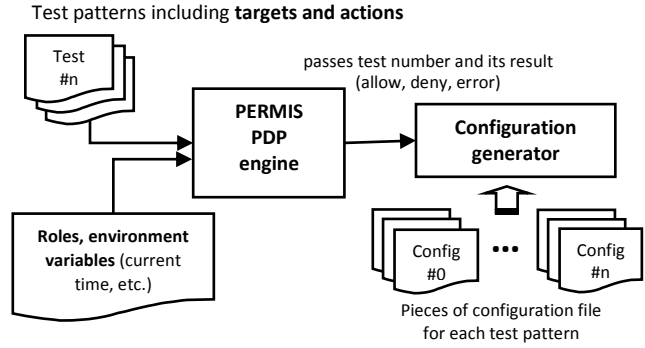 Test patterns including targets and actions
Test
#n
passes test number and its result
(allow, deny, error)
PERMIS
PDP
engine
Configuration
generator
Roles, environment
variables (current
time, etc.)
Config
#0
•••
Config
#n
Pieces of configuration file
for each test pattern